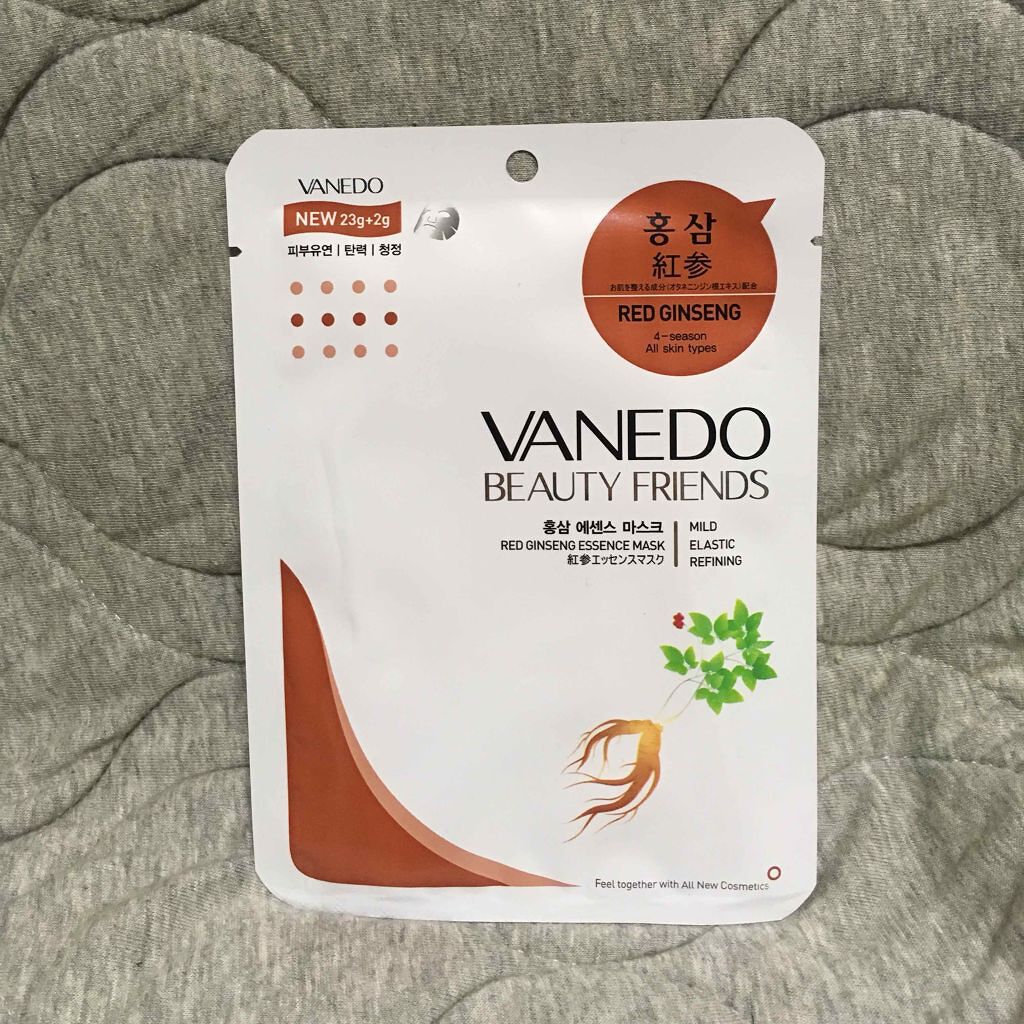 VANEDO
NEW 23g+2g
피부유연 | 탄력 | 청정
홍삼
紅参
お肌を整える成分(オタネニンジン根エキス)配合
RED GINSENG
4-season
All skin types
VANEDO
BEAUTY FRIENDS
홍삼 에센스 마스크
RED GINSENG ESSENCE MASK
紅参エッセンスマスク
MILD
ELASTIC
REFINING
Feel together with All New Cosmetics